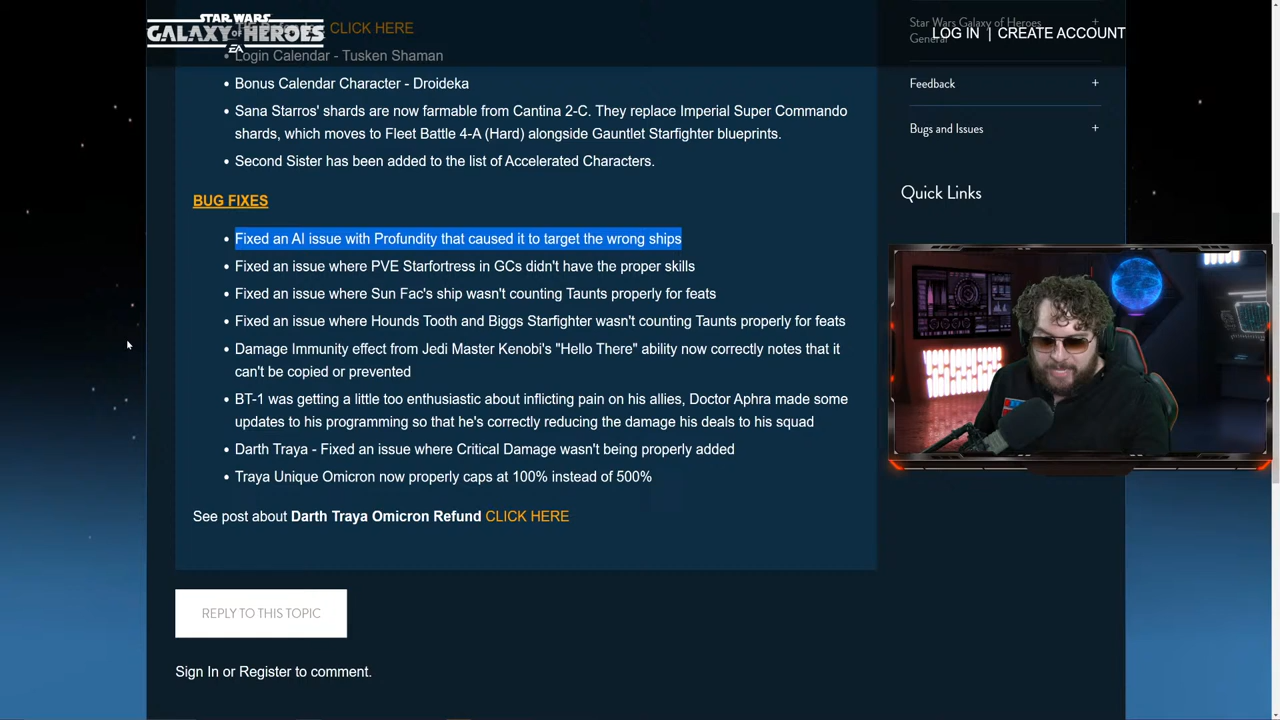 STAR WARS
GALAXY OF HEROES
EA
CLICK HERE
LOG IN | CREATE ACCOUNT
Star Wars Galaxy of Heroes +
General
Login Calendar - Tusken Shaman
• Bonus Calendar Character - Droideka
• Sana Starros' shards are now farmable from Cantina 2-C. They replace Imperial Super Commando
shards, which moves to Fleet Battle 4-A (Hard) alongside Gauntlet Starfighter blueprints.
• Second Sister has been added to the list of Accelerated Characters.
BUG FIXES
• Fixed an AI issue with Profundity that caused it to target the wrong ships
• Fixed an issue where PVE Starfortress in GCs didn't have the proper skills
• Fixed an issue where Sun Fac's ship wasn't counting Taunts properly for feats
• Fixed an issue where Hounds Tooth and Biggs Starfighter wasn't counting Taunts properly for feats
• Damage Immunity effect from Jedi Master Kenobi's "Hello There" ability now correctly notes that it
can't be copied or prevented
• BT-1 was getting a little too enthusiastic about inflicting pain on his allies, Doctor Aphra made some
updates to his programming so that he's correctly reducing the damage his deals to his squad
• Darth Traya - Fixed an issue where Critical Damage wasn't being properly added
• Traya Unique Omicron now properly caps at 100% instead of 500%
See post about Darth Traya Omicron Refund CLICK HERE
REPLY TO THIS TOPIC
Sign In or Register to comment.
Feedback +
Bugs and Issues +
Quick Links